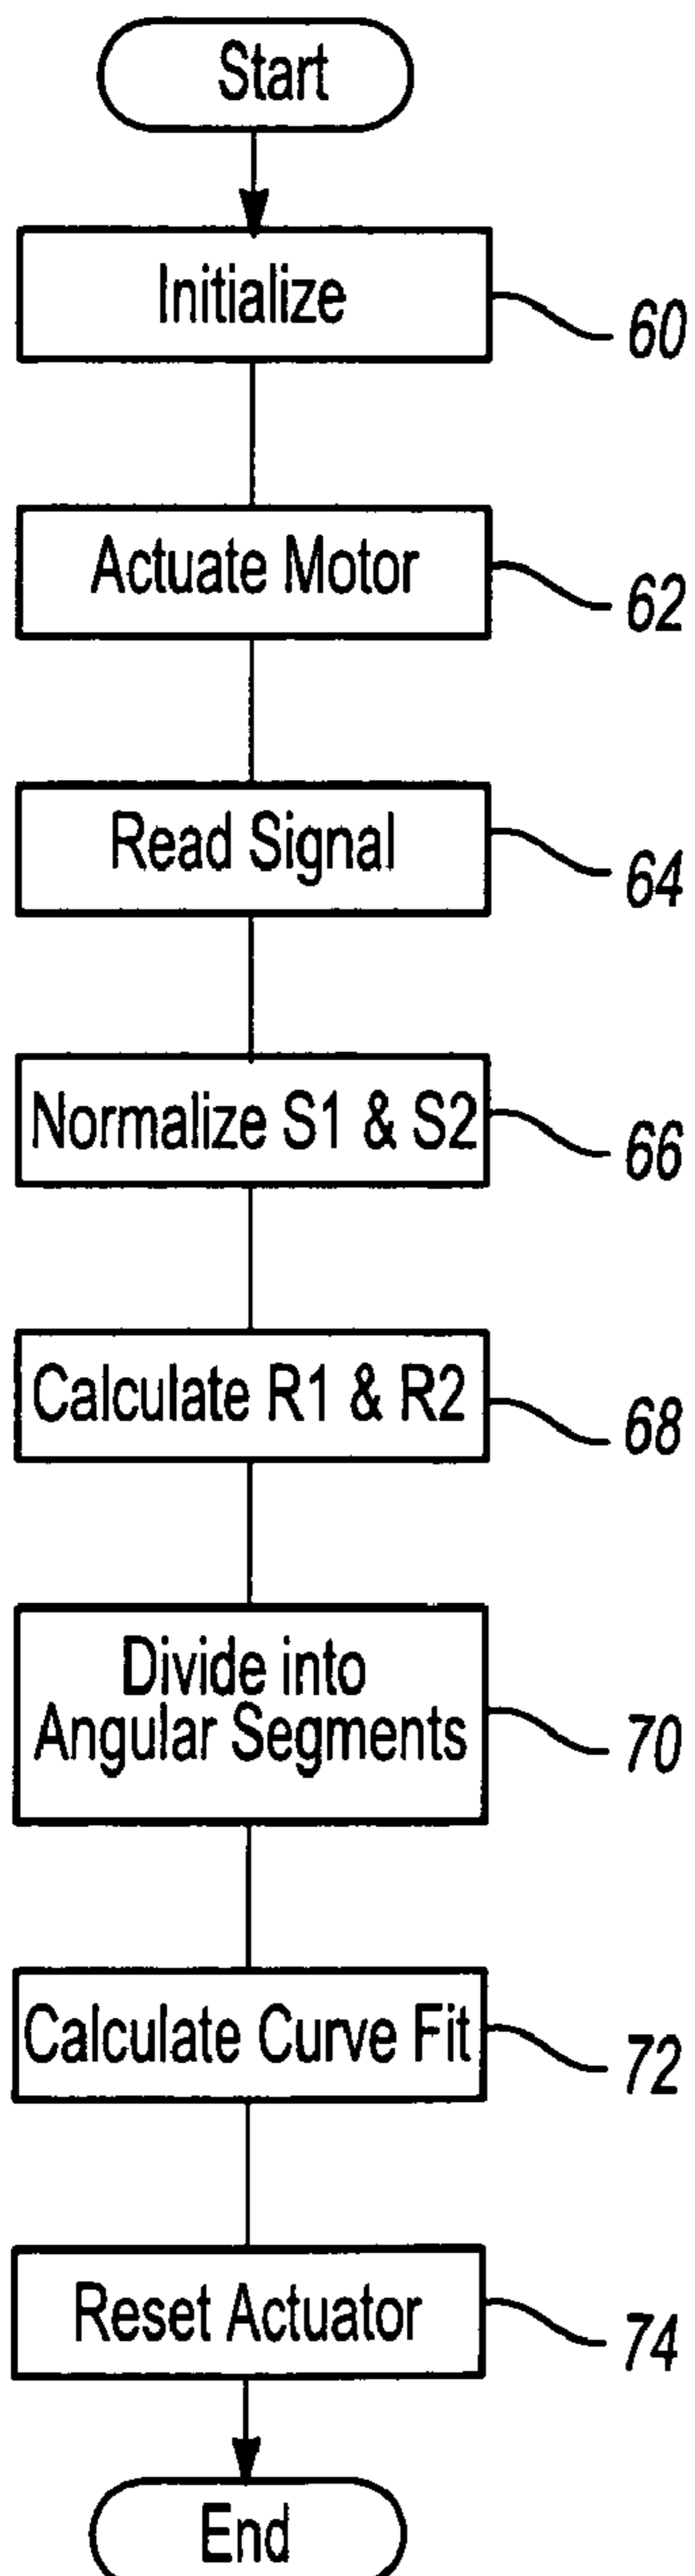 Start
Initialize
60
Actuate Motor
62
Read Signal
64
Normalize S1 & S2
66
Calculate R1 & R2
68
Divide into
Angular Segments
70
Calculate Curve Fit
72
Reset Actuator
74
End